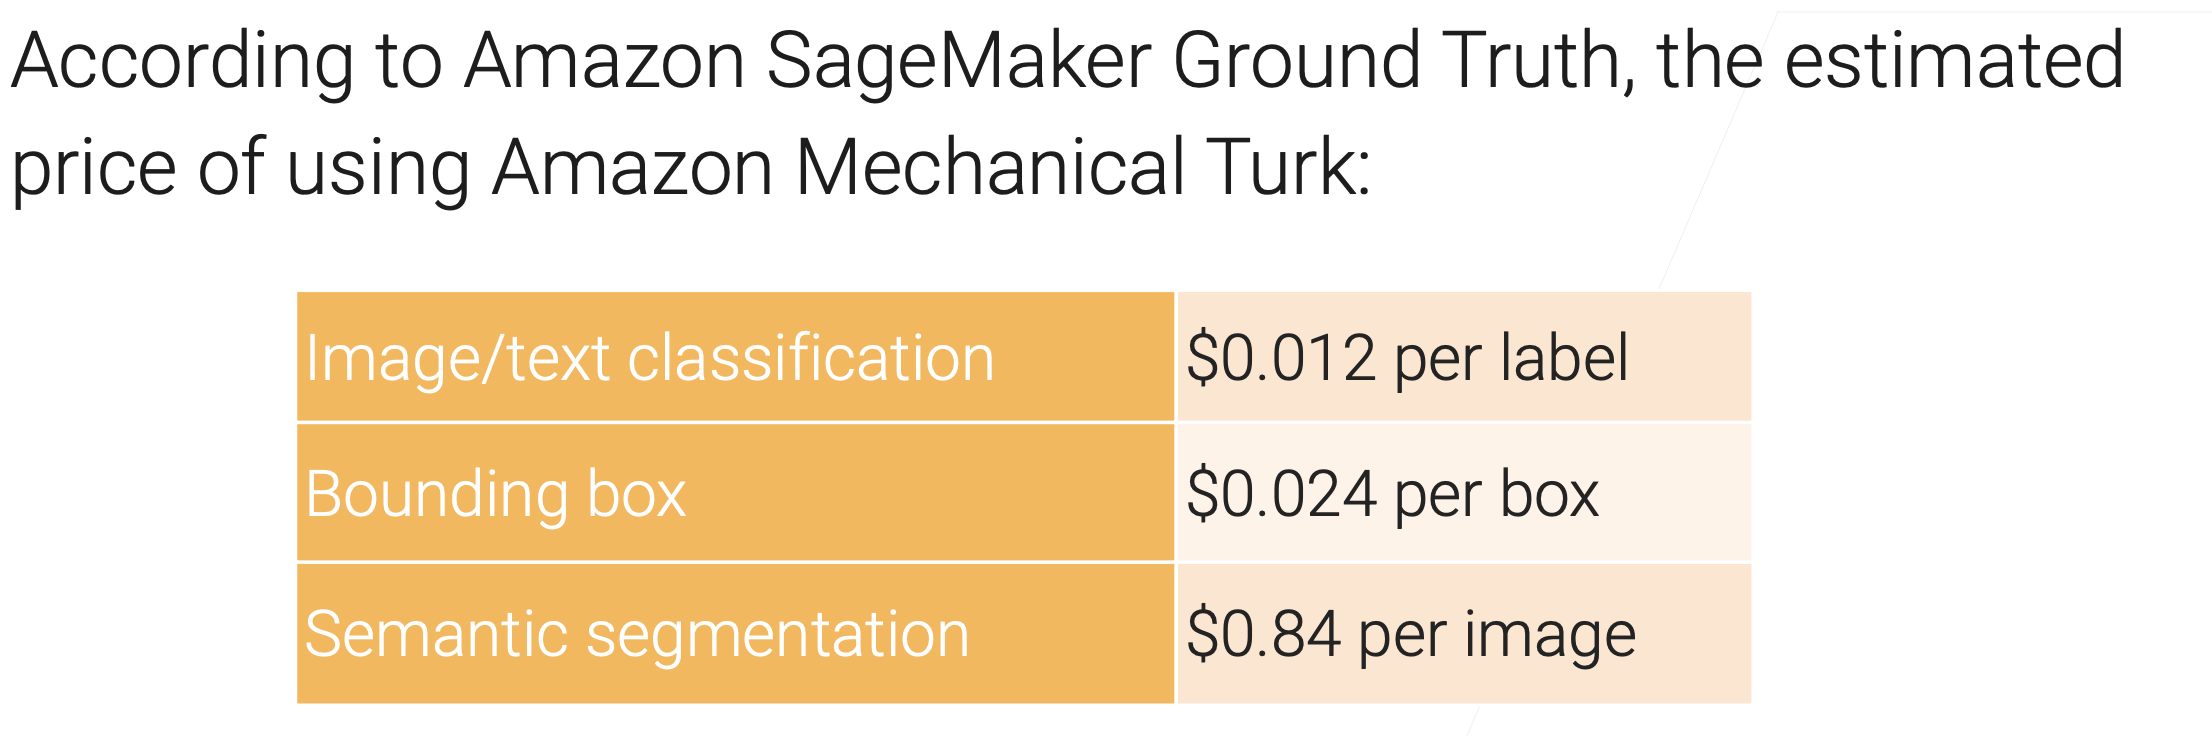 According to Amazon SageMaker Ground Truth, the estimated
price of using Amazon Mechanical Turk:
Image/text classification $0.012 per label
Bounding box $0.024 per box
Semantic segmentation $0.84 per image